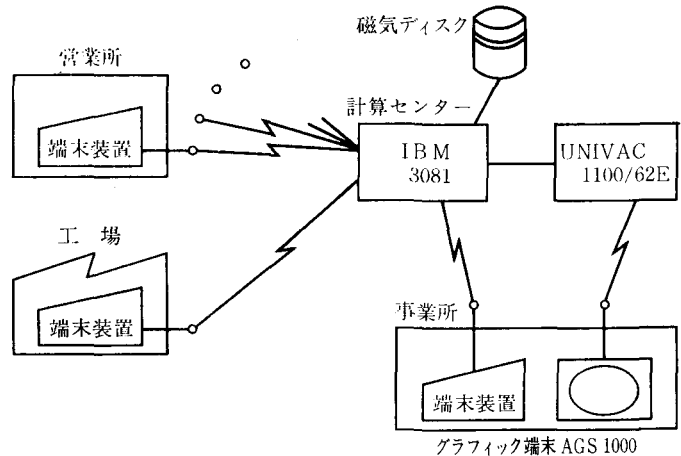 磁気ディスク
営業所
計算センター
端末装置
IBM
3081
UNIVAC
1100/62E
工場
端末装置
事業所
端末装置
グラフィック端末 AGS 1000